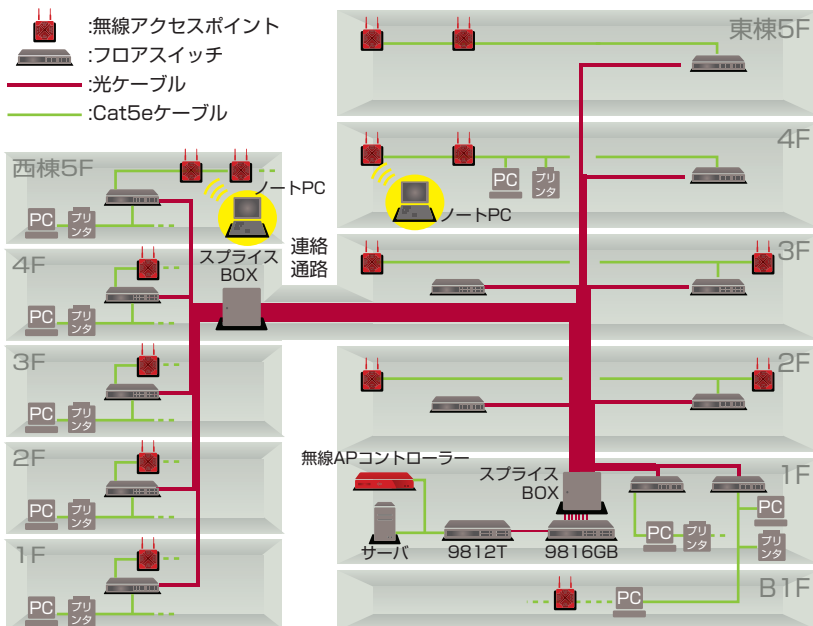 :無線アクセスポイント
:フロアスイッチ
:光ケーブル
:Cat5eケーブル
西棟5F
ノートPC
PC
プリ
ンタ
4F
PC
プリ
ンタ
3F
PC
プリ
ンタ
2F
PC
プリ
ンタ
1F
PC
プリ
ンタ
スプライス
BOX
連絡
通路
東棟5F
4F
PC
プリ
ンタ
ノートPC
3F
2F
1F
無線APコントローラー
スプライス
BOX
サーバ
9812T
9816GB
PC
プリ
ンタ
PC
プリ
ンタ
B1F
PC